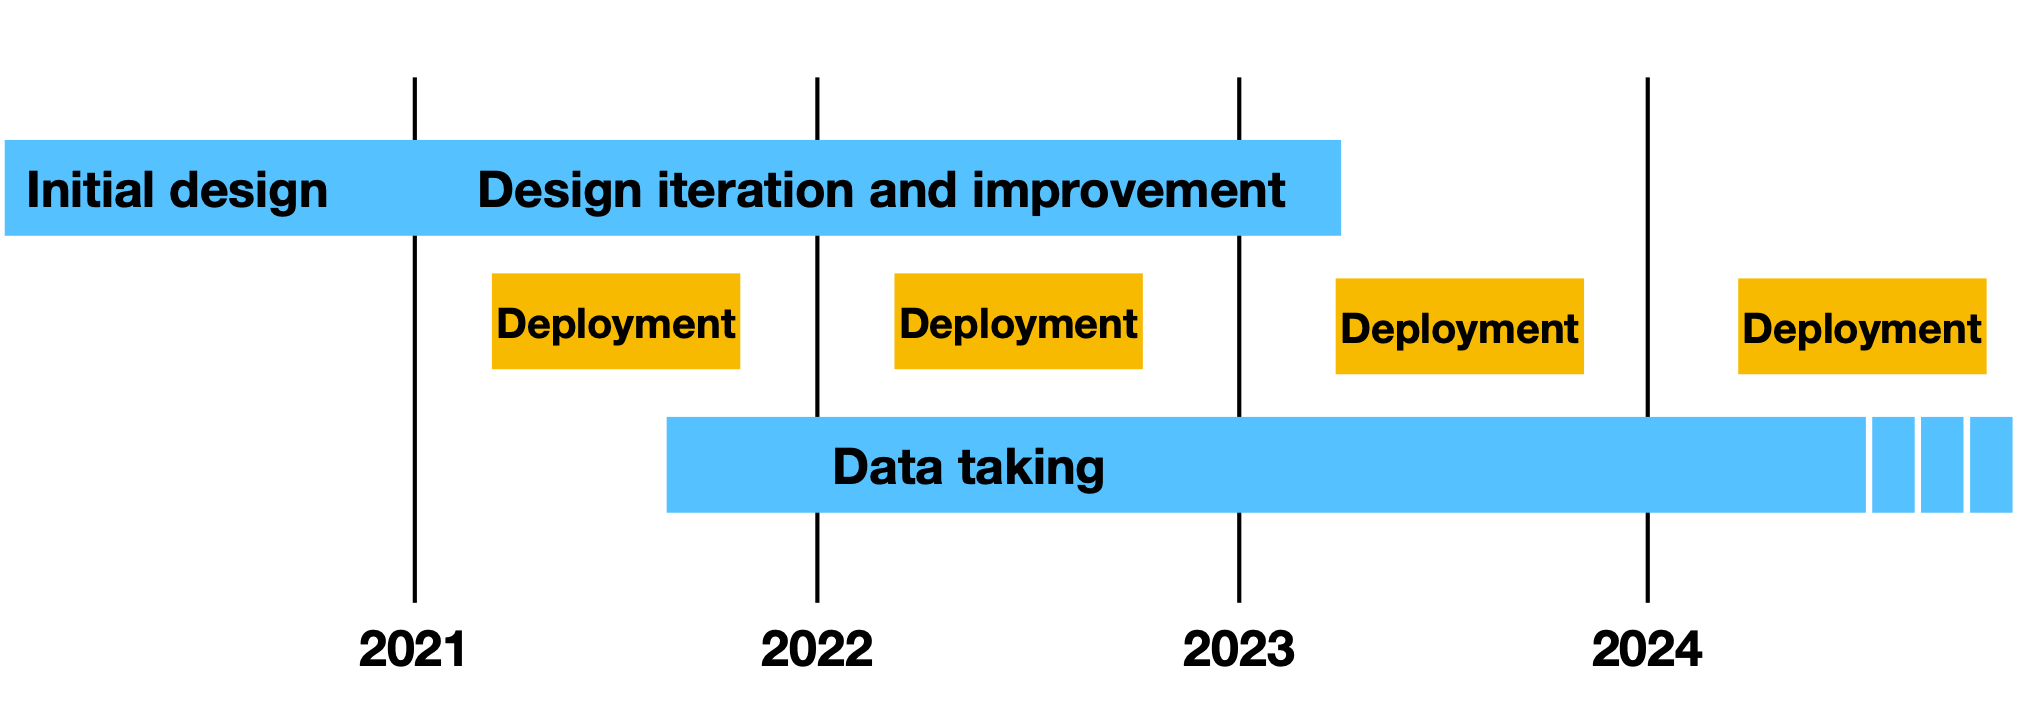 Initial design
Design iteration and improvement
Deployment
Deployment
Deployment
Deployment
Data taking
2021
2022
2023
2024